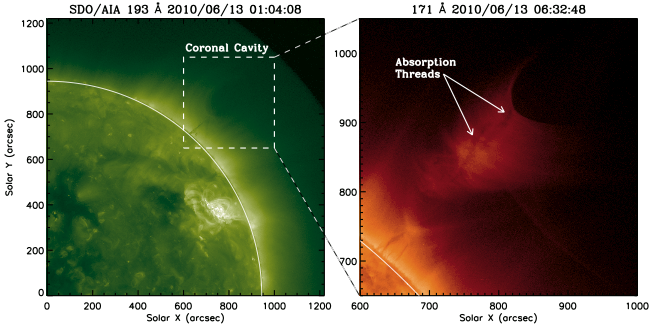 SDO/AIA 193 Å 2010/06/13 01:04:08
171 Å 2010/06/13 06:32:48
Coronal Cavity
Absorption
Threads
1200
1000
800
600
400
200
0
Solar Y (arcsec)
0 200 400 600 800 1000 1200
Solar X (arcsec)
1000
900
800
700
600 700 800 900 1000
Solar X (arcsec)